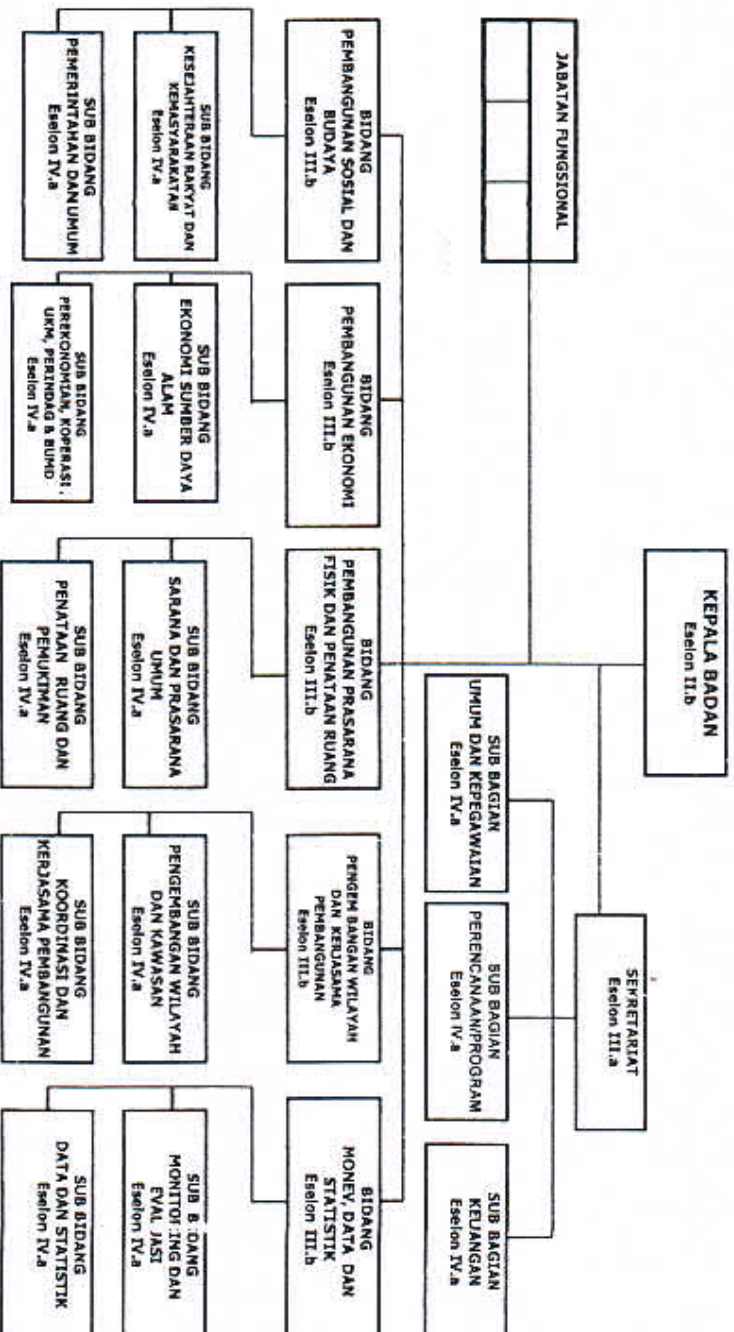 KEPALA BADAN
Eselon II.b
SEKRETARIAT
Eselon III.a
JABATAN FUNGSIONAL
SUB BAGIAN
UMUM DAN KEPEGAWAIAN
Eselon IV.a
SUB BAGIAN
PERENCANAAN/PROGRAM
Eselon IV.a
SUB BAGIAN
KEUANGAN
Eselon IV.a
BIDANG
PEMBANGUNAN SOSIAL DAN
BUDAYA
Eselon III.b
BIDANG
PEMBANGUNAN EKONOMI
Eselon III.b
BIDANG
PEMBANGUNAN PRASARANA
FISIK DAN PENATAAN RUANG
Eselon III.b
BIDANG
PENGEM BANGAN WILAYAH
DAN KERJASAMA
PEMBANGUNAN
Eselon III.b
BIDANG
MONEV, DATA DAN
STATISTIK
Eselon III.b
SUB BIDANG
KESEJAHTERAAN RAKYAT DAN
KEMASYARAKATAN
Eselon IV.a
SUB BIDANG
EKONOMI SUMBER DAYA
ALAM
Eselon IV.a
SUB BIDANG
SARANA DAN PRASARANA
UMUM
Eselon IV.a
SUB BIDANG
PENGEMBANGAN WILAYAH
DAN KAWASAN
Eselon IV.a
SUB BIDANG
MONITORING DAN
EVALUASI
Eselon IV.a
SUB BIDANG
PEMERINTAHAN DAN UMUM
Eselon IV.a
SUB BIDANG
PEREKONOMIAN, KOPERASI,
UKM, PERINDAG & BUMD
Eselon IV.a
SUB BIDANG
PENATAAN RUANG DAN
PEMUKIMAN
Eselon IV.a
SUB BIDANG
KOORDINASI DAN
KERJASAMA PEMBANGUNAN
Eselon IV.a
SUB BIDANG
DATA DAN STATISTIK
Eselon IV.a